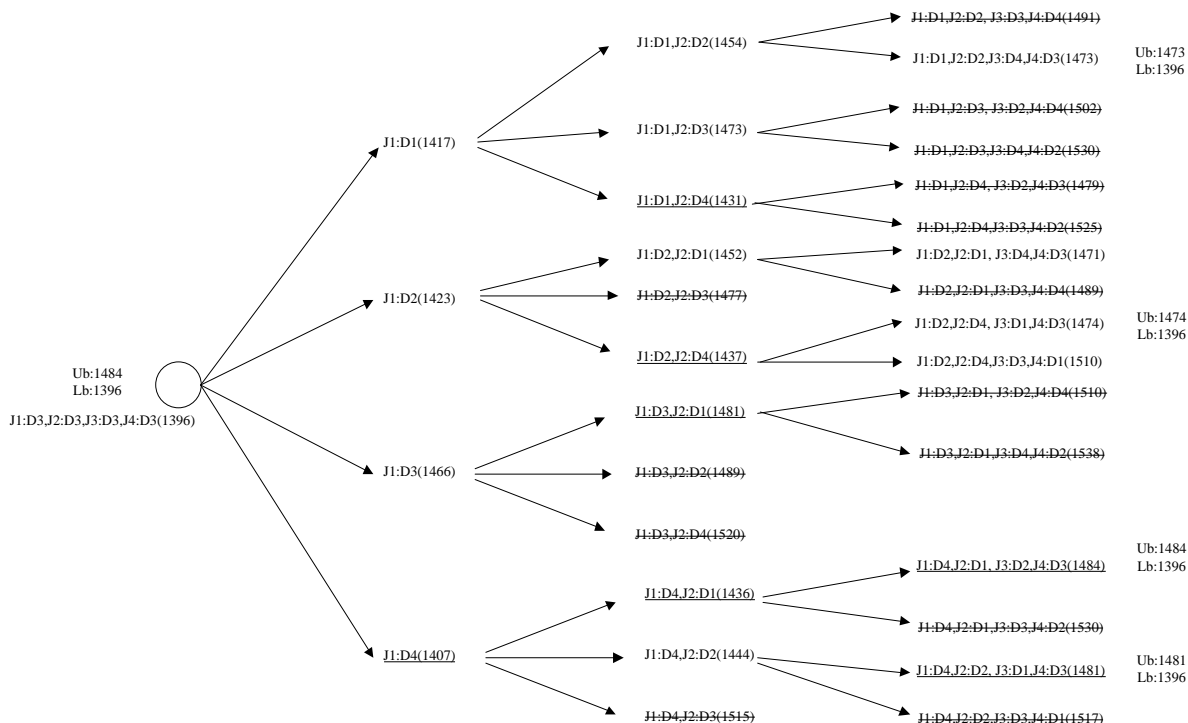 J1:D1,J2:D2, J3:D3,J4:D4(1491)
J1:D1,J2:D2(1454)
J1:D1,J2:D2,J3:D4,J4:D3(1473)
Ub:1473
Lb:1396
J1:D1,J2:D3, J3:D2,J4:D4(1502)
J1:D1,J2:D3(1473)
J1:D1(1417)
J1:D1,J2:D3,J3:D4,J4:D2(1530)
J1:D1,J2:D4, J3:D2,J4:D3(1479)
J1:D1,J2:D4(1431)
J1:D1,J2:D4,J3:D3,J4:D2(1525)
J1:D2,J2:D1(1452)
J1:D2,J2:D1, J3:D4,J4:D3(1471)
J1:D2,J2:D1,J3:D3,J4:D4(1489)
J1:D2(1423)
J1:D2,J2:D3(1477)
J1:D2,J2:D4, J3:D1,J4:D3(1474)
Ub:1474
Lb:1396
J1:D2,J2:D4(1437)
J1:D2,J2:D4,J3:D3,J4:D1(1510)
Ub:1484
Lb:1396
J1:D3,J2:D3,J3:D3,J4:D3(1396)
J1:D3,J2:D1, J3:D2,J4:D4(1510)
J1:D3,J2:D1(1481)
J1:D3,J2:D1,J3:D4,J4:D2(1538)
J1:D3(1466)
J1:D3,J2:D2(1489)
J1:D3,J2:D4(1520)
J1:D4,J2:D1, J3:D2,J4:D3(1484)
Ub:1484
Lb:1396
J1:D4,J2:D1(1436)
J1:D4,J2:D1,J3:D3,J4:D2(1530)
J1:D4(1407)
J1:D4,J2:D2(1444)
J1:D4,J2:D2, J3:D1,J4:D3(1481)
Ub:1481
Lb:1396
J1:D4,J2:D3(1515)
J1:D4,J2:D2,J3:D3,J4:D1(1517)